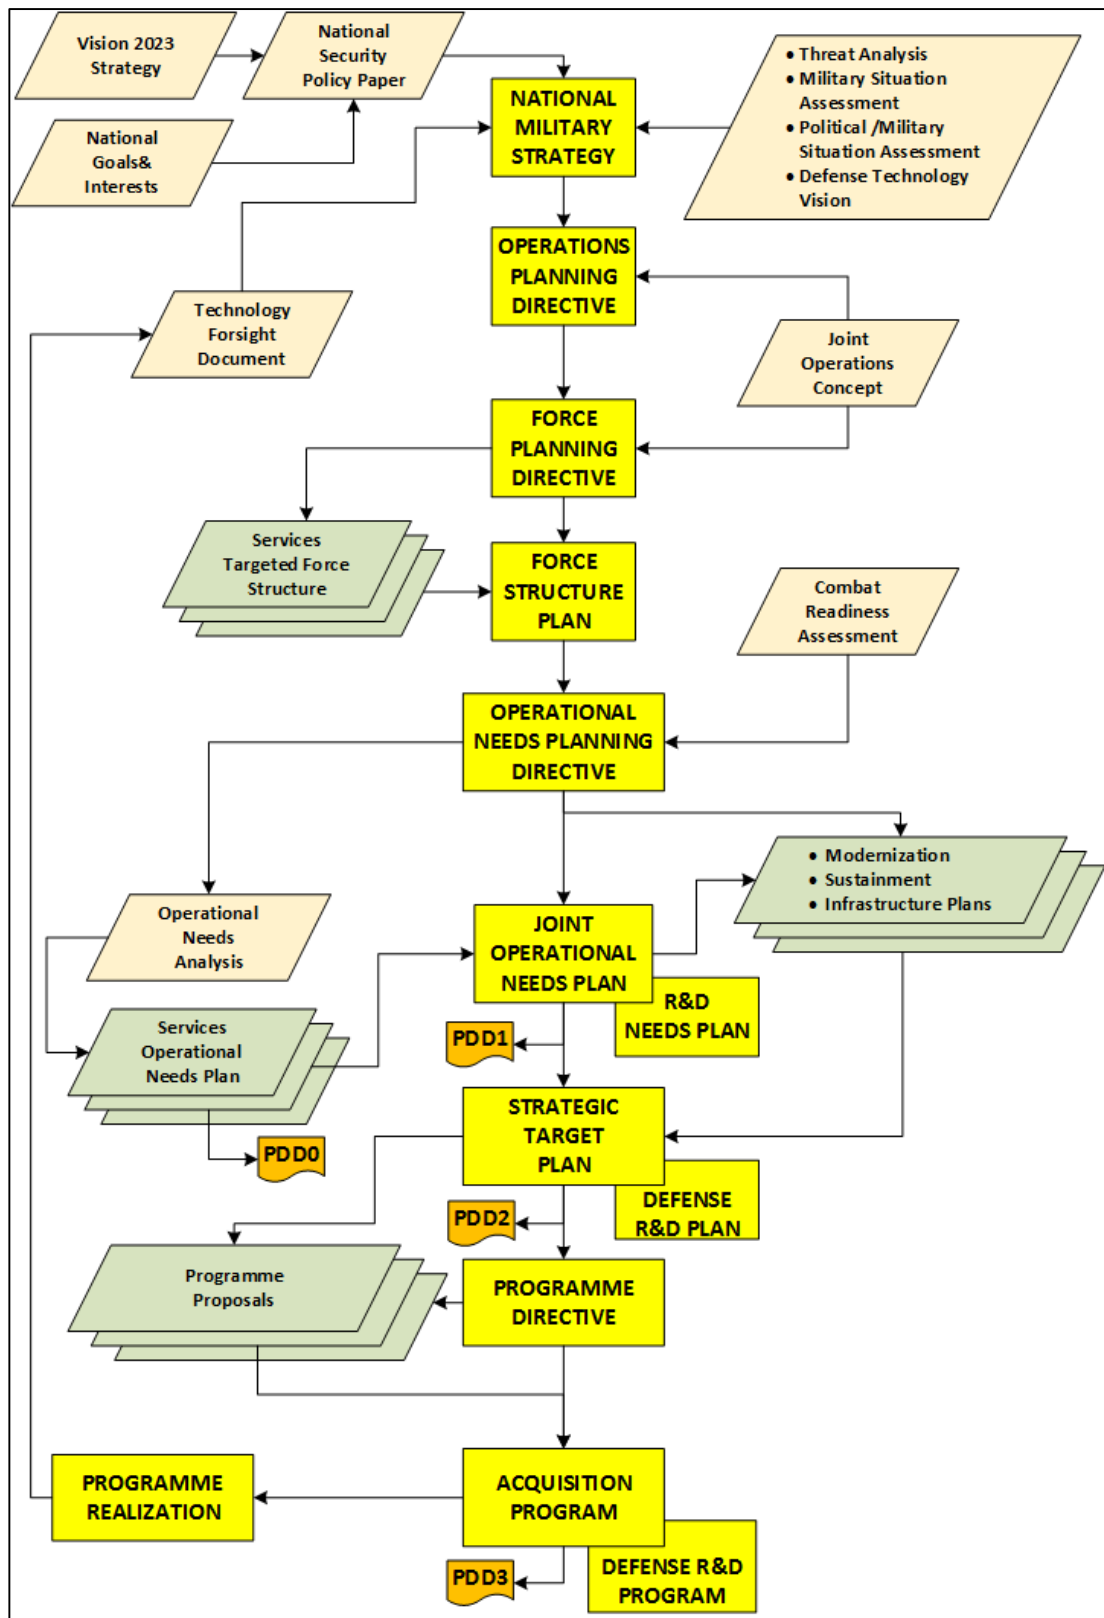 Vision 2023
Strategy
National
Security
Policy Paper
• Threat Analysis
• Military Situation
Assessment
• Political /Military
Situation Assessment
• Defense Technology
Vision
NATIONAL
MILITARY
STRATEGY
National
Goals&
Interests
OPERATIONS
PLANNING
DIRECTIVE
Technology
Forsight
Document
Joint
Operations
Concept
FORCE
PLANNING
DIRECTIVE
Services
Targeted Force
Structure
FORCE
STRUCTURE
PLAN
Combat
Readiness
Assessment
OPERATIONAL
NEEDS PLANNING
DIRECTIVE
• Modernization
• Sustainment
• Infrastructure Plans
Operational
Needs
Analysis
JOINT
OPERATIONAL
NEEDS PLAN
R&D
NEEDS PLAN
Services
Operational
Needs Plan
PDD1
PDD0
STRATEGIC
TARGET
PLAN
DEFENSE
R&D PLAN
PDD2
Programme
Proposals
PROGRAMME
DIRECTIVE
PROGRAMME
REALIZATION
ACQUISITION
PROGRAM
DEFENSE R&D
PROGRAM
PDD3